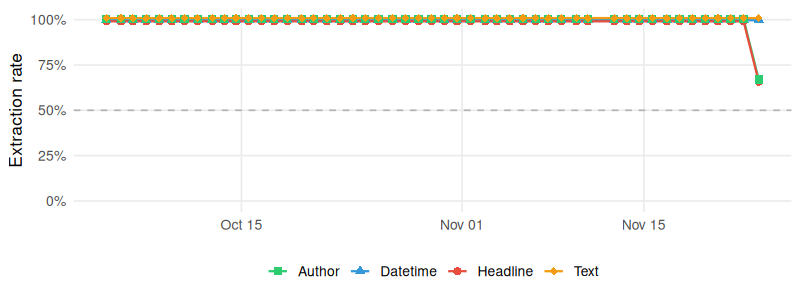 Extraction rate
100%
75%
50%
25%
0%
Oct 15 Nov 01 Nov 15
Author Datetime Headline Text